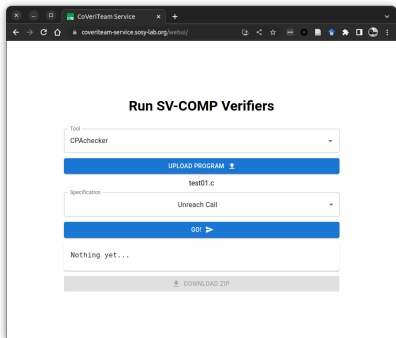 CoVeriTeam Service
coveriteam-service.sosy-lab.org/webui/
Run SV-COMP Verifiers
Tool
CPAchecker
UPLOAD PROGRAM
test01.c
Specification
Unreach Call
GO!
Nothing yet...
DOWNLOAD ZIP